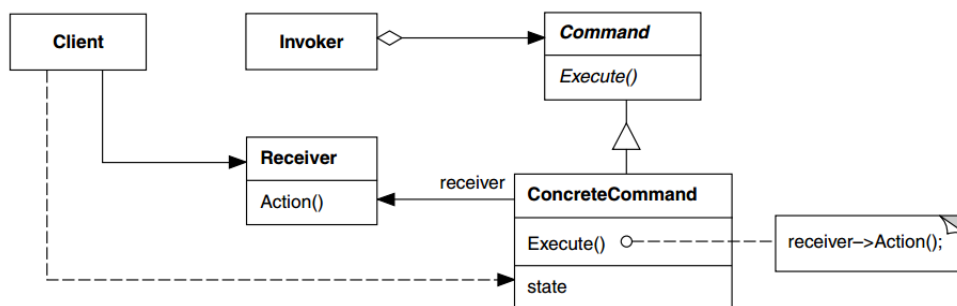 Client
Invoker
Command
Execute()
Receiver
Action()
receiver
ConcreteCommand
Execute()
receiver–>Action();
state